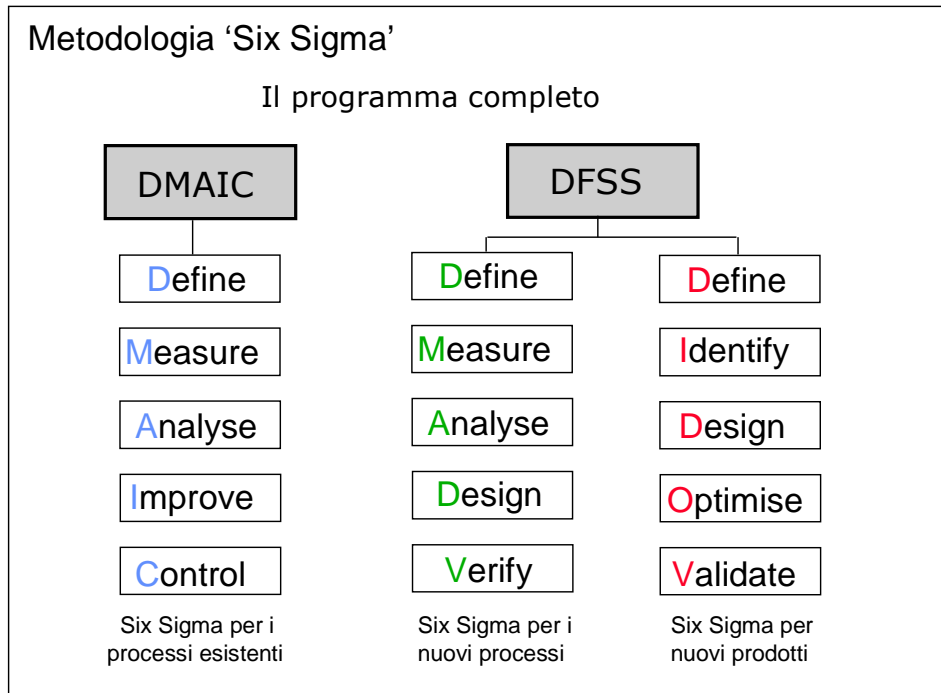 Metodologia ‘Six Sigma’
Il programma completo
DMAIC
Define
Measure
Analyse
Improve
Control
Six Sigma per i
processi esistenti
DFSS
Define
Measure
Analyse
Design
Verify
Six Sigma per i
nuovi processi
Define
Identify
Design
Optimise
Validate
Six Sigma per
nuovi prodotti